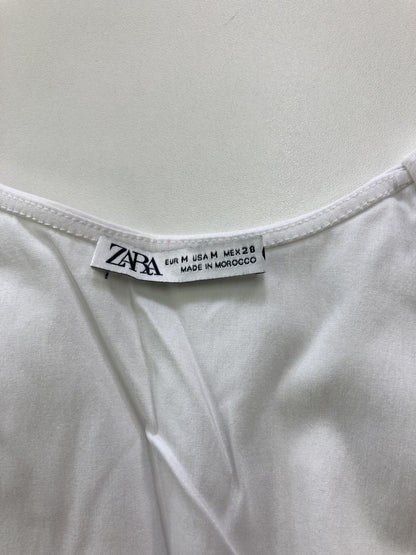 ZARA
EUR M USA M MEX 28
MADE IN MOROCCO